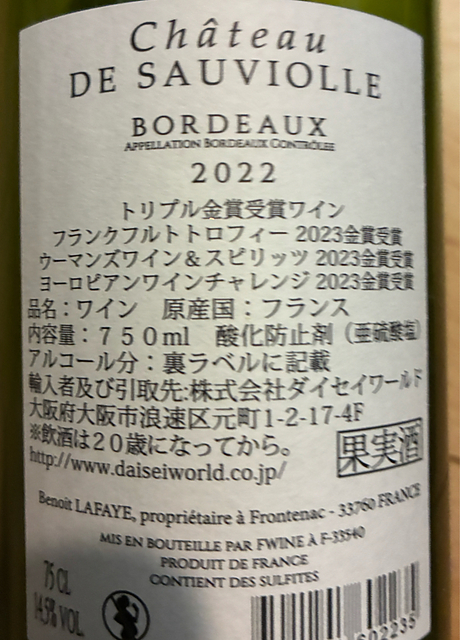 Château
DE SAUVIOLLE
BORDEAUX
APPELLATION BORDEAUX CONTRÔLÉE
2022
トリプル金賞受賞ワイン
フランクフルトトロフィー 2023金賞受賞
ウーマンズワイン＆スピリッツ 2023金賞受賞
ヨーロピアンワインチャレンジ 2023金賞受賞
品名：ワイン　原産国：フランス
内容量：７５０ml　酸化防止剤（亜硫酸塩）
アルコール分：裏ラベルに記載
輸入者及び引取先:株式会社ダイセイワールド
大阪府大阪市浪速区元町1-2-17-4F
※飲酒は２０歳になってから。
果実酒
http://www.daiseiworld.co.jp/
Benoit LAFAYE, propriétaire à Frontenac - 33760 FRANCE
MIS EN BOUTEILLE PAR FWINE À F-33540
PRODUIT DE FRANCE
CONTIENT DES SULFITES
75 CL
14.5% VOL.